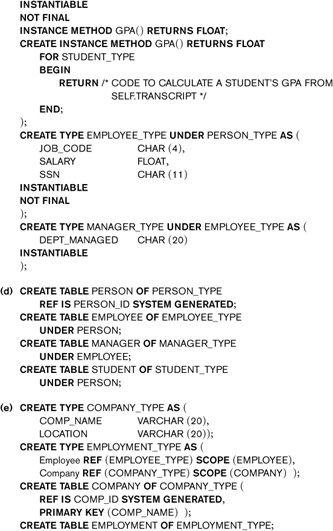 INSTANTIABLE
NOT FINAL
INSTANCE METHOD GPA() RETURNS FLOAT;
CREATE INSTANCE METHOD GPA() RETURNS FLOAT
FOR STUDENT_TYPE
BEGIN
RETURN /* CODE TO CALCULATE A STUDENT'S GPA FROM
SELF.TRANSCRIPT */
END;
);
CREATE TYPE EMPLOYEE_TYPE UNDER PERSON_TYPE AS (
JOB_CODE CHAR (4),
SALARY FLOAT,
SSN CHAR (11)
INSTANTIABLE
NOT FINAL
);
CREATE TYPE MANAGER_TYPE UNDER EMPLOYEE_TYPE AS (
DEPT_MANAGED CHAR (20)
INSTANTIABLE
);
(d) CREATE TABLE PERSON OF PERSON_TYPE
REF IS PERSON_ID SYSTEM GENERATED;
CREATE TABLE EMPLOYEE OF EMPLOYEE_TYPE
UNDER PERSON;
CREATE TABLE MANAGER OF MANAGER_TYPE
UNDER EMPLOYEE;
CREATE TABLE STUDENT OF STUDENT_TYPE
UNDER PERSON;
(e) CREATE TYPE COMPANY_TYPE AS (
COMP_NAME VARCHAR (20),
LOCATION VARCHAR (20));
CREATE TYPE EMPLOYMENT_TYPE AS (
Employee REF (EMPLOYEE_TYPE) SCOPE (EMPLOYEE),
Company REF (COMPANY_TYPE) SCOPE (COMPANY) );
CREATE TABLE COMPANY OF COMPANY_TYPE (
REF IS COMP_ID SYSTEM GENERATED,
PRIMARY KEY (COMP_NAME) );
CREATE TABLE EMPLOYMENT OF EMPLOYMENT_TYPE;